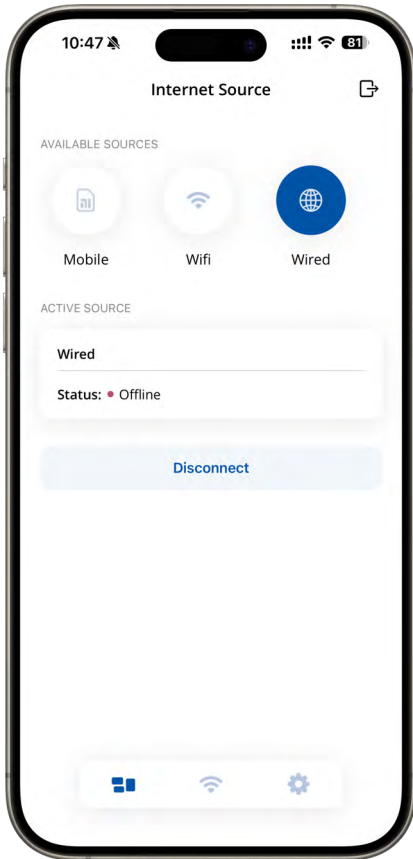 10:47 81
Internet Source
AVAILABLE SOURCES
Mobile Wifi Wired
ACTIVE SOURCE
Wired
Status: Offline
Disconnect